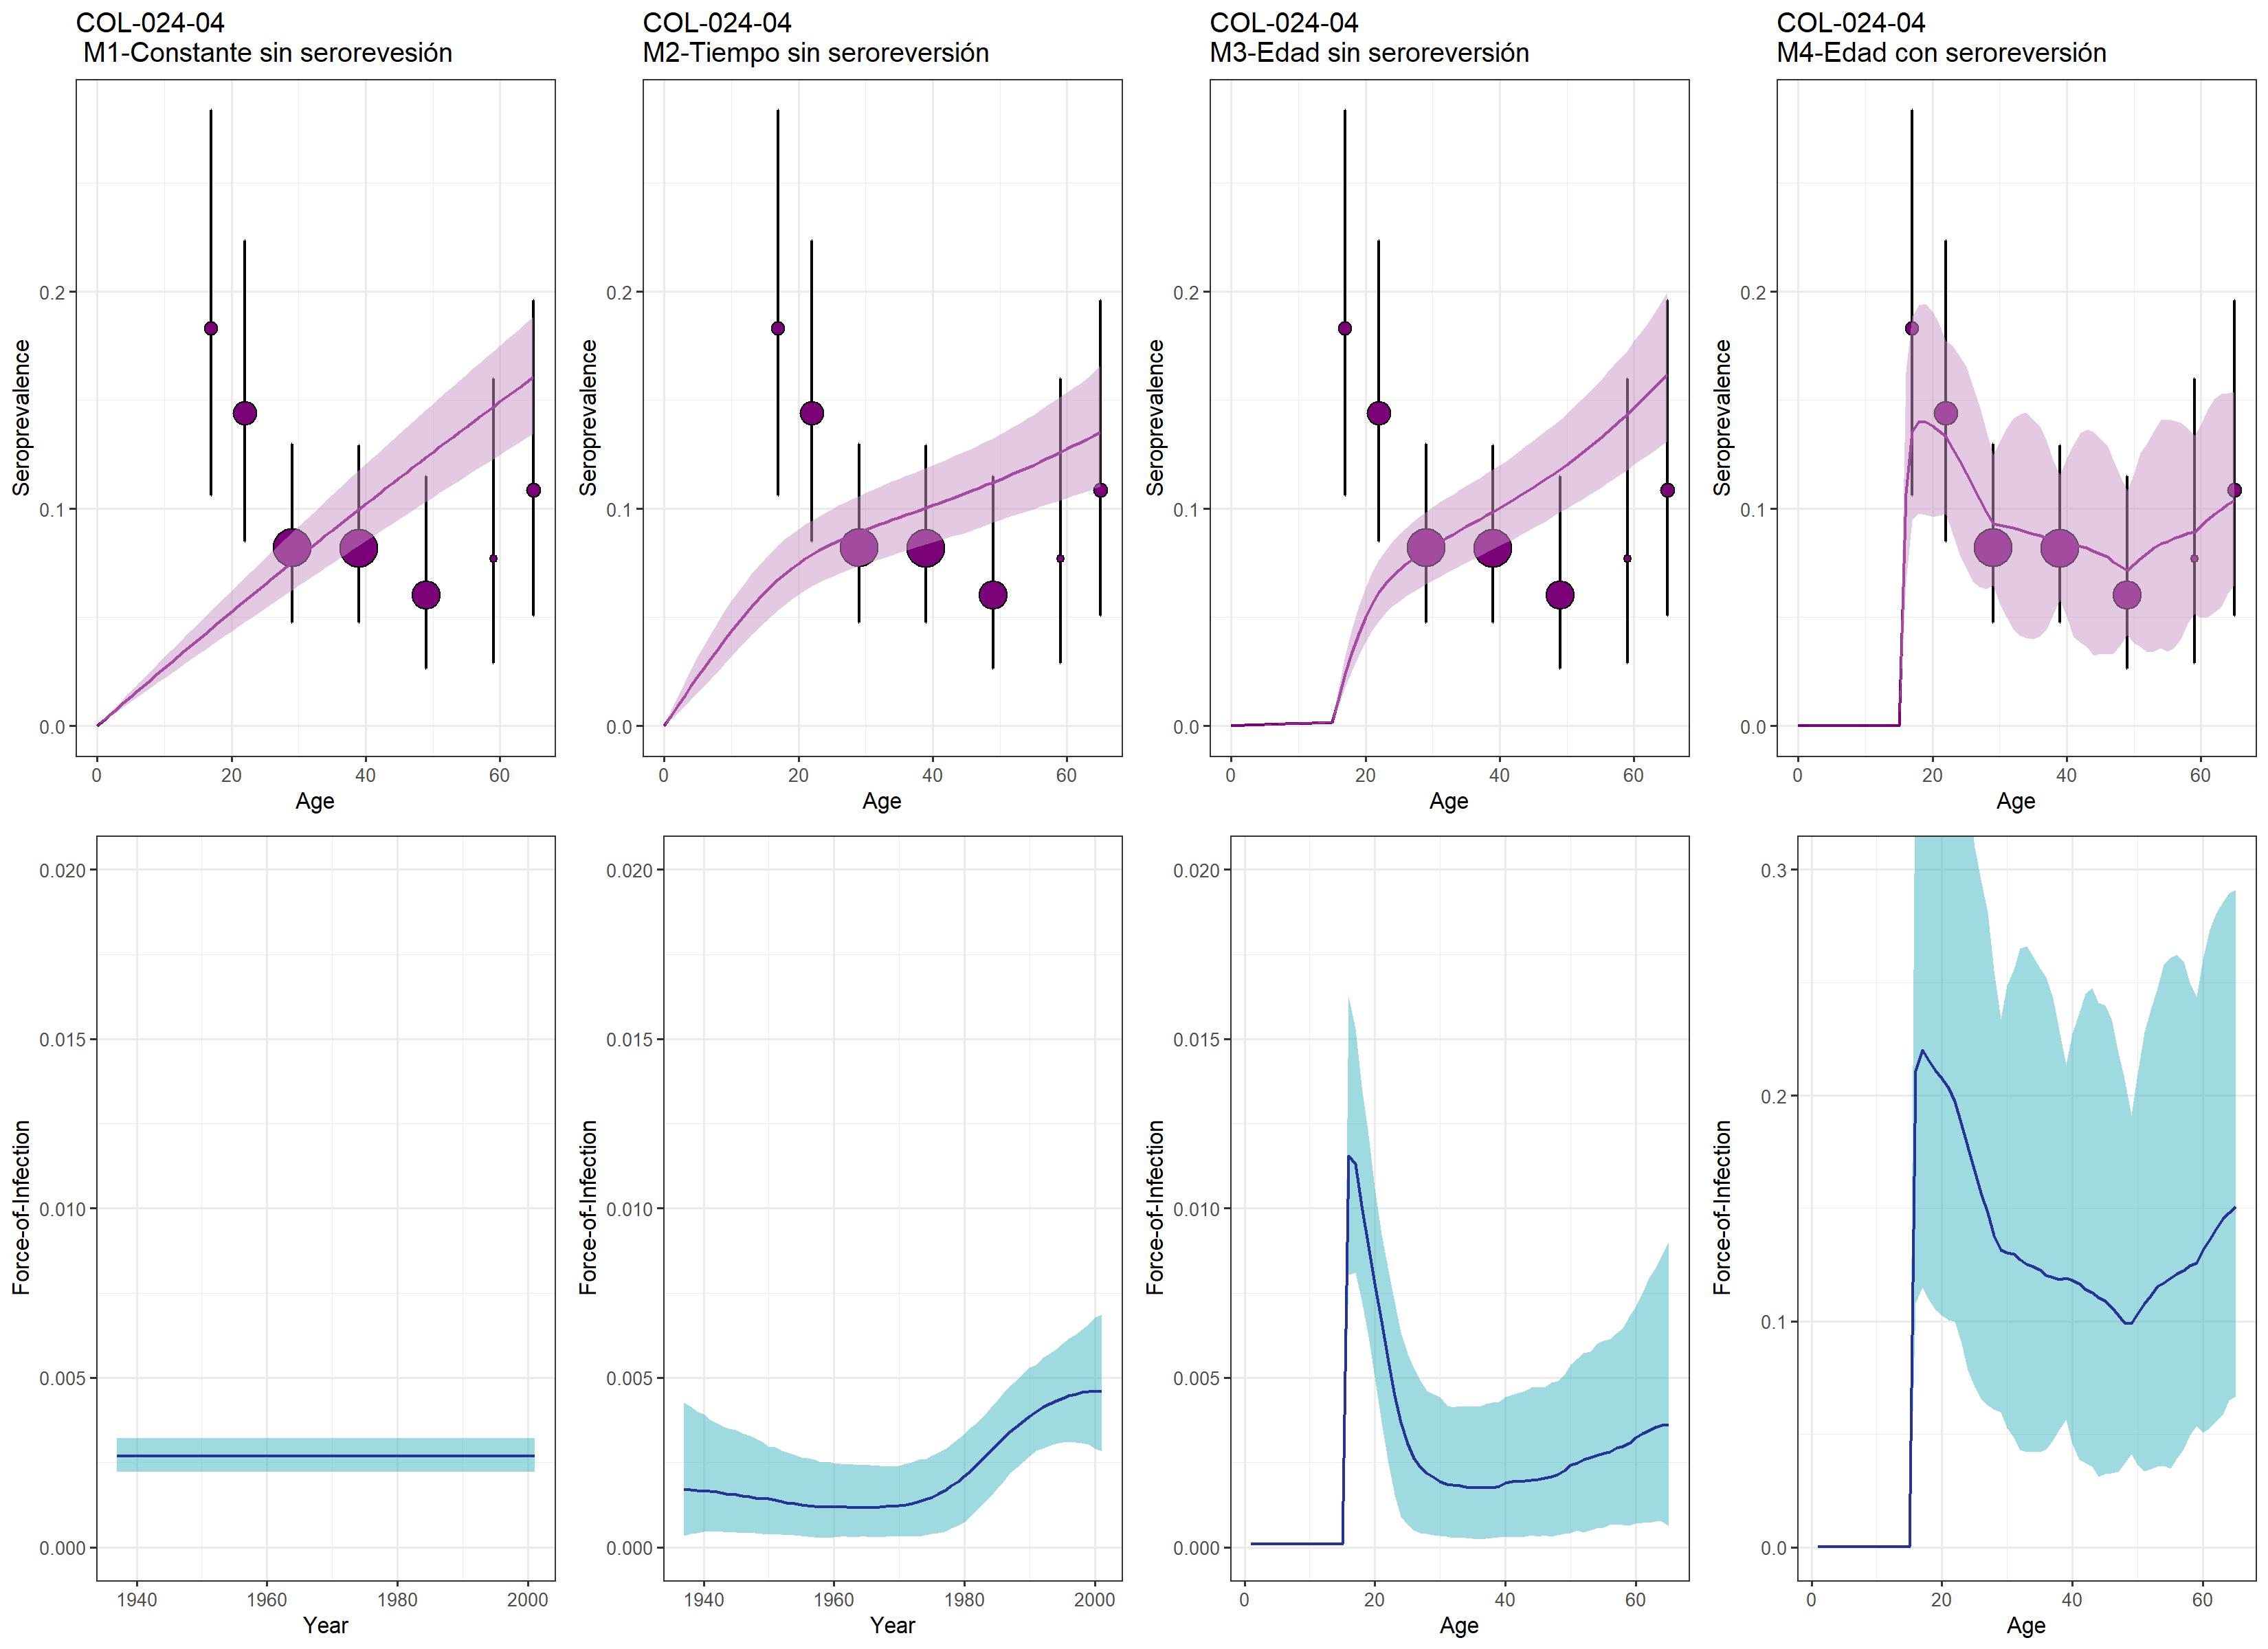 COL-024-04
M1-Constante sin serorevesión
COL-024-04
M2-Tiempo sin seroreversión
COL-024-04
M3-Edad sin seroreversión
COL-024-04
M4-Edad con seroreversión
Seroprevalence
0.2
0.1
0.0
0 20 40 60
Age
Seroprevalence
0.2
0.1
0.0
0 20 40 60
Age
Seroprevalence
0.2
0.1
0.0
0 20 40 60
Age
Seroprevalence
0.2
0.1
0.0
0 20 40 60
Age
Force-of-Infection
0.020
0.015
0.010
0.005
0.000
1940 1960 1980 2000
Year
Force-of-Infection
0.020
0.015
0.010
0.005
0.000
1940 1960 1980 2000
Year
Force-of-Infection
0.020
0.015
0.010
0.005
0.000
0 20 40 60
Age
Force-of-Infection
0.3
0.2
0.1
0.0
0 20 40 60
Age